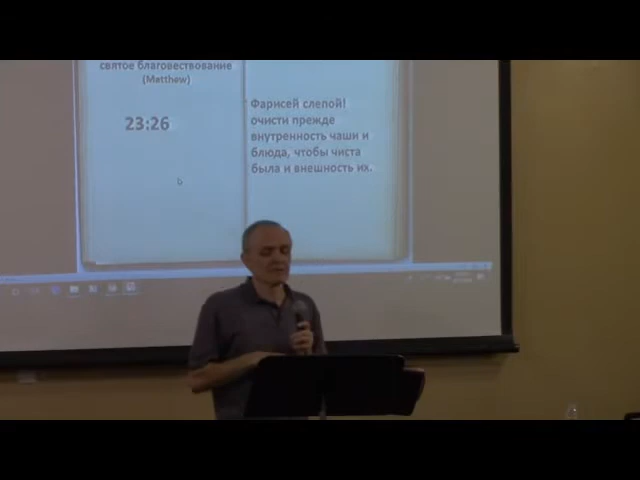 святое благовествование
(Matthew)
23:26
Фарисей слепой!
очисти прежде
внутренность чаши и
блюда, чтобы чиста
была и внешность их.